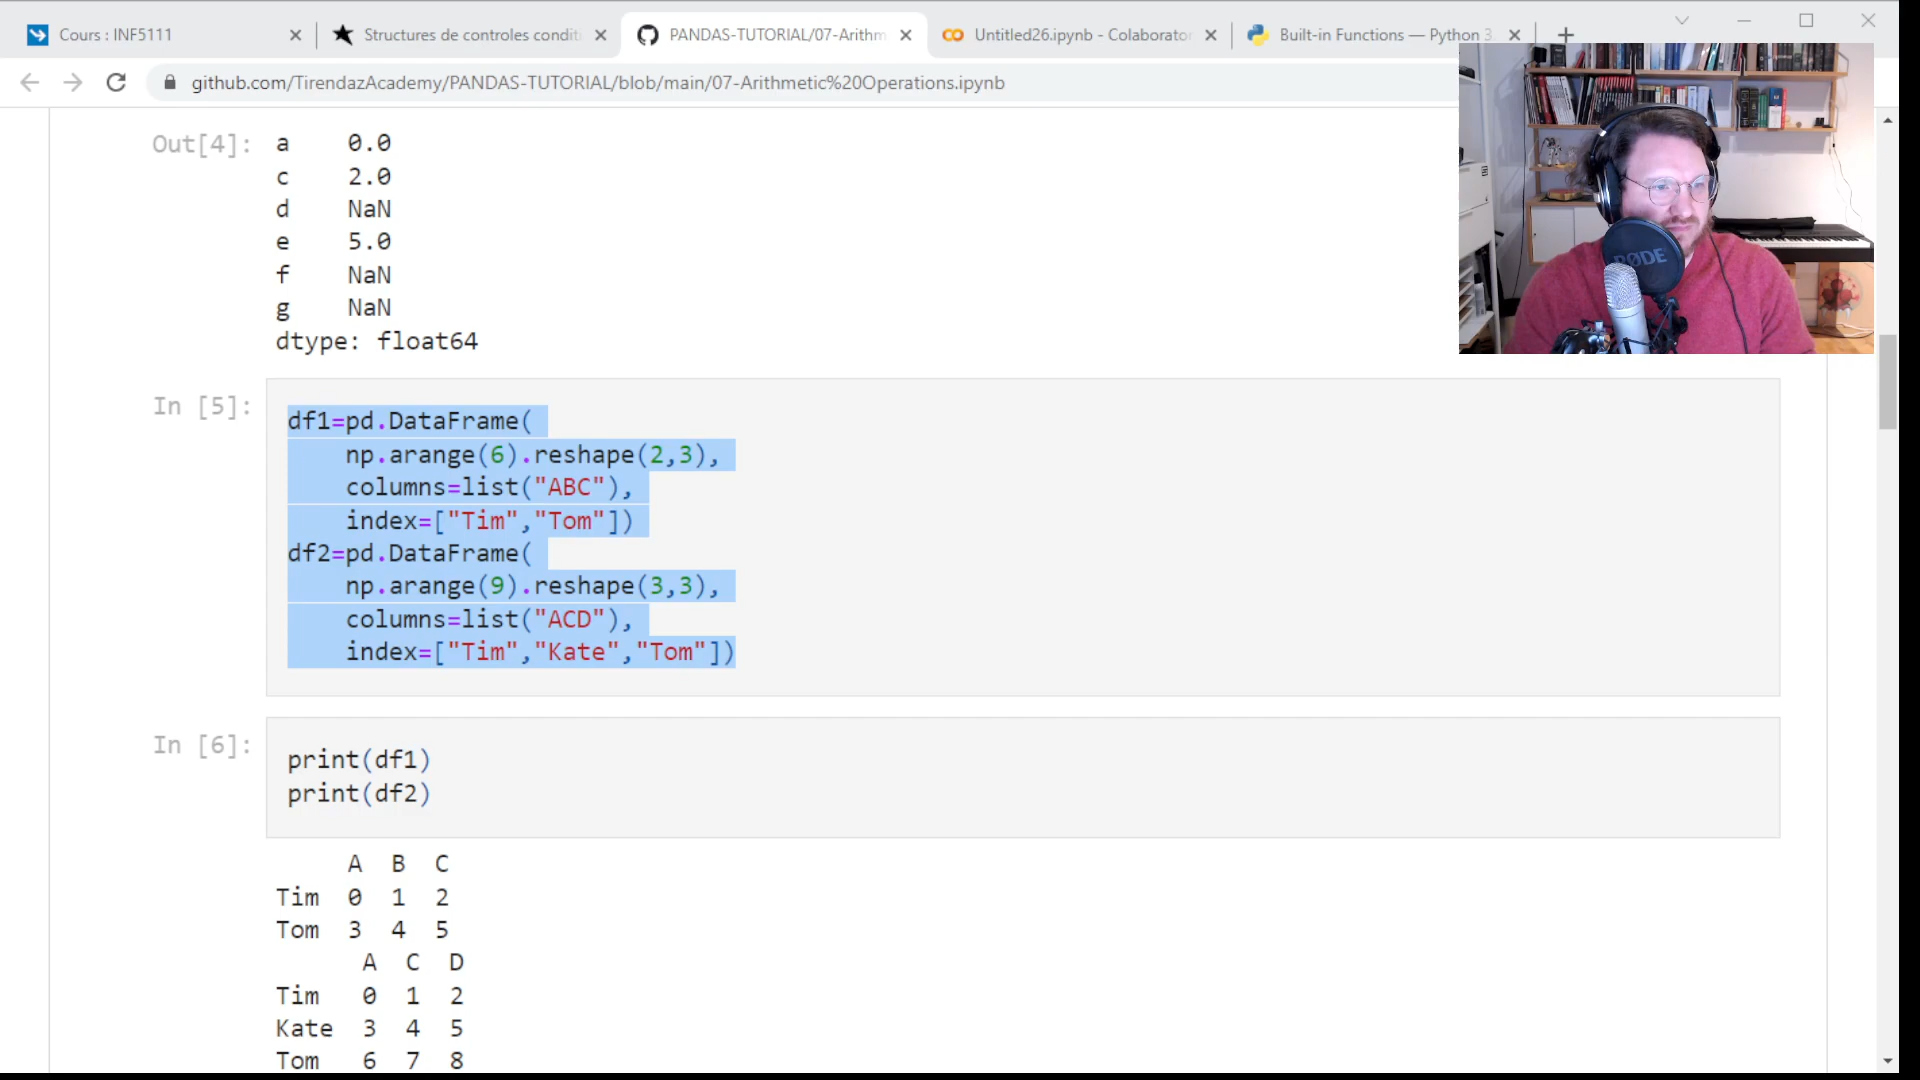 Cours : INF5111
Structures de controles condit
PANDAS-TUTORIAL/07-Arithm
Untitled26.ipynb - Colaborator
Built-in Functions — Python 3.
github.com/TirendazAcademy/PANDAS-TUTORIAL/blob/main/07-Arithmetic%20Operations.ipynb
RØDE
Out[4]: a 0.0
c 2.0
d NaN
e 5.0
f NaN
g NaN
dtype: float64
In [5]:
df1=pd.DataFrame(
np.arange(6).reshape(2,3),
columns=list("ABC"),
index=["Tim","Tom"])
df2=pd.DataFrame(
np.arange(9).reshape(3,3),
columns=list("ACD"),
index=["Tim","Kate","Tom"])
In [6]:
print(df1)
print(df2)
A B C
Tim 0 1 2
Tom 3 4 5
A C D
Tim 0 1 2
Kate 3 4 5
Tom 6 7 8